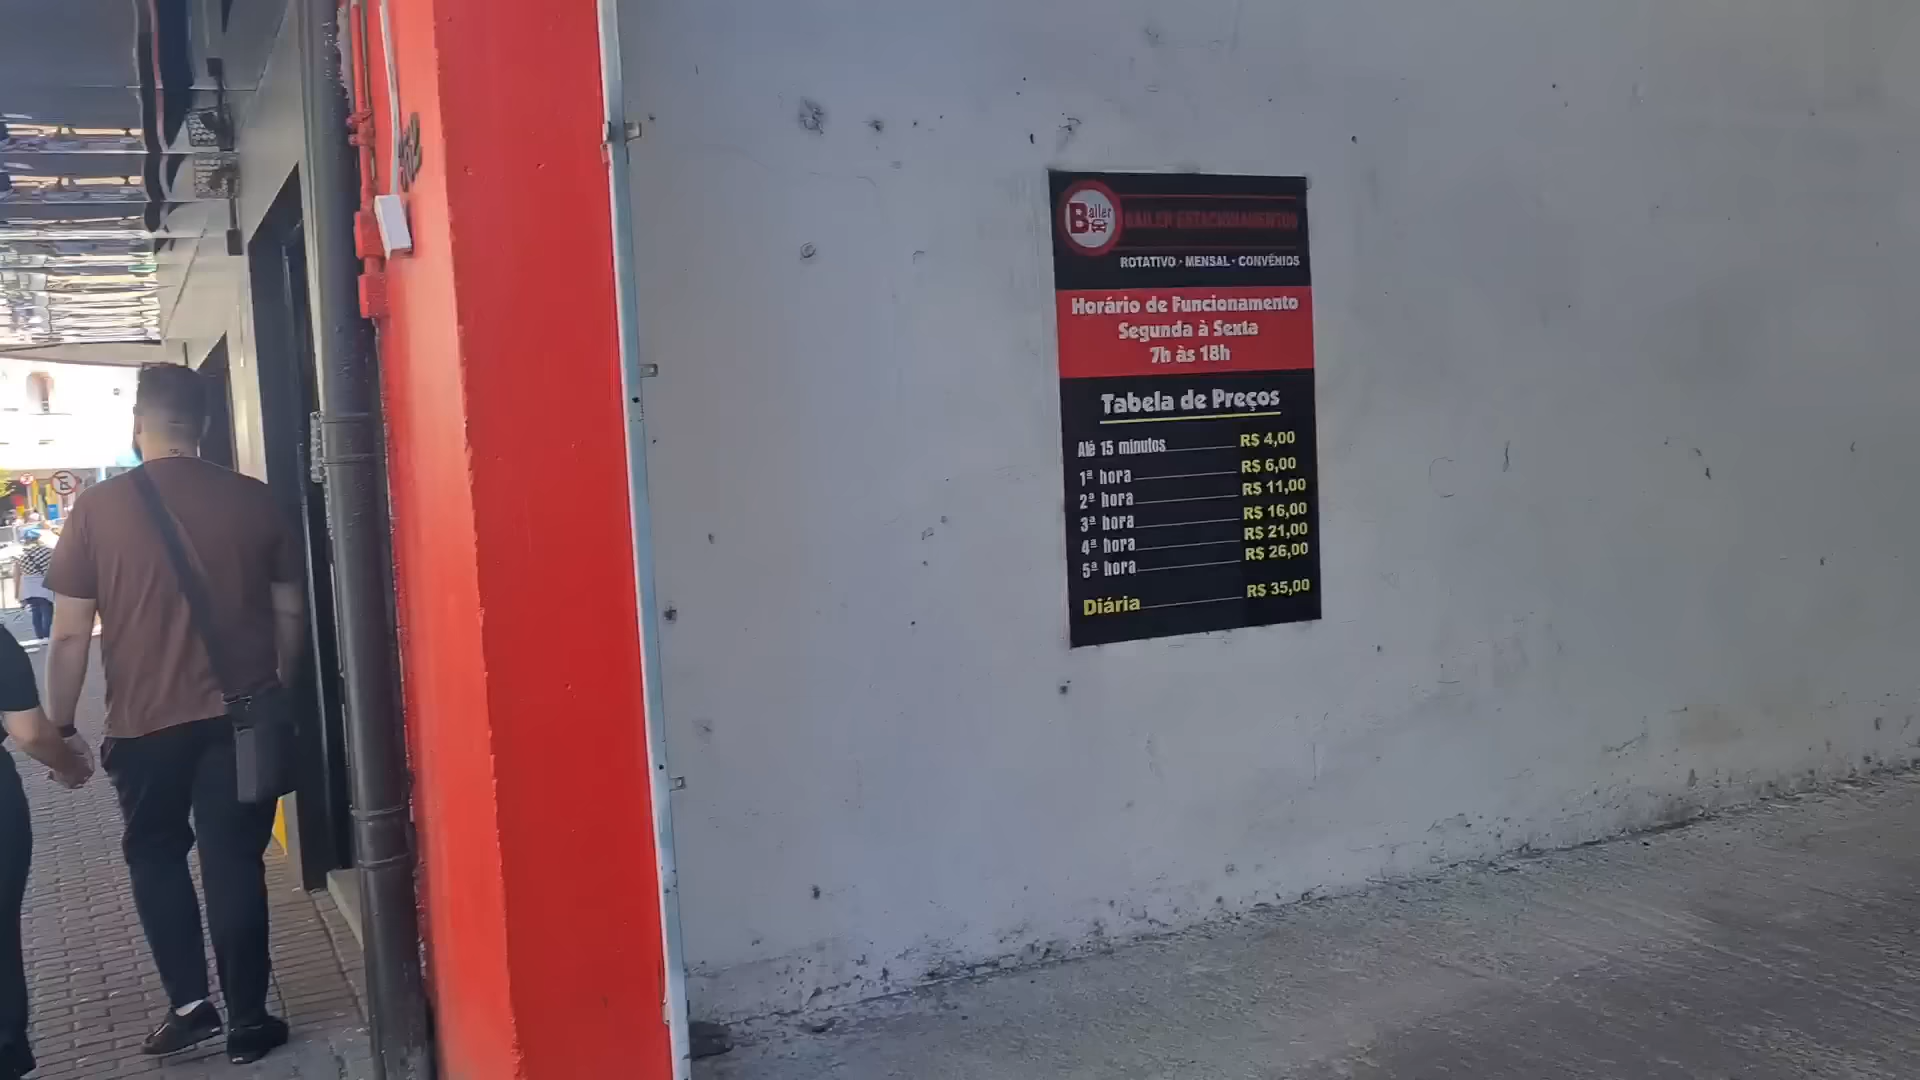 462
Baller
BAILER ESTACIONAMENTOS
ROTATIVO - MENSAL - CONVÊNIOS
Horário de Funcionamento
Segunda à Sexta
7h às 18h
Tabela de Preços
Até 15 minutos R$ 4,00
1ª hora R$ 6,00
2ª hora R$ 11,00
3ª hora R$ 16,00
4ª hora R$ 21,00
5ª hora R$ 26,00
Diária R$ 35,00
E